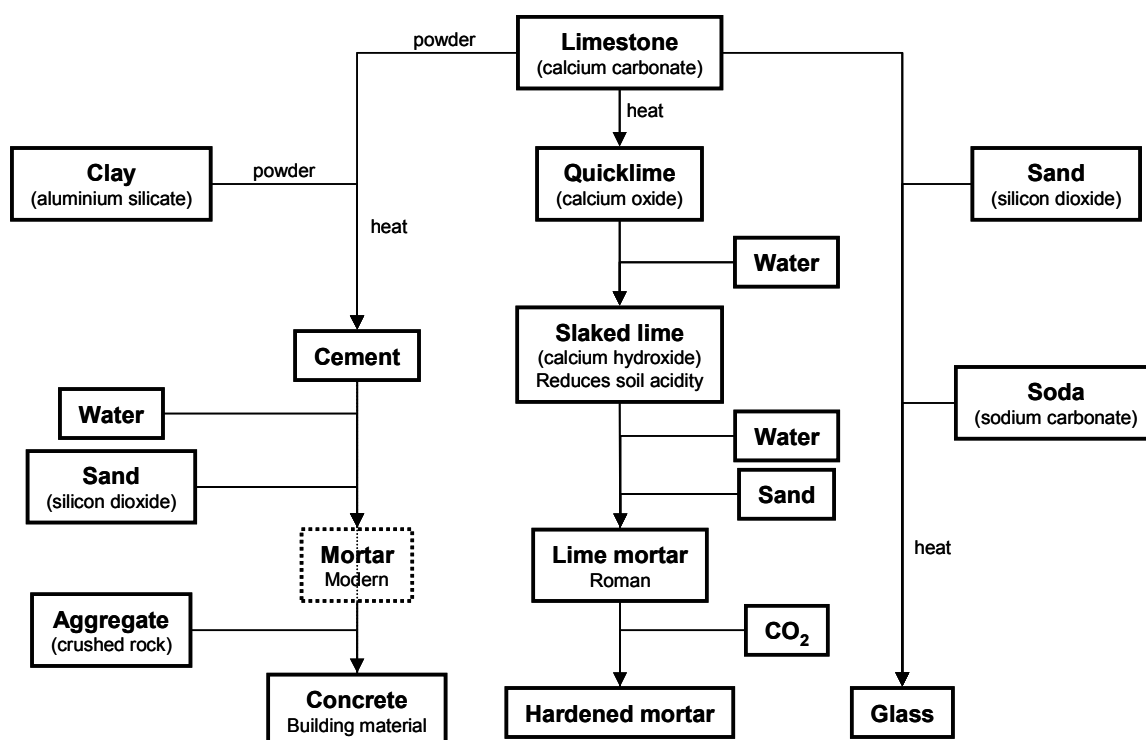 powder
Limestone
(calcium carbonate)
heat
Clay
(aluminium silicate)
powder
Quicklime
(calcium oxide)
Sand
(silicon dioxide)
heat
Water
Slaked lime
(calcium hydroxide)
Reduces soil acidity
Cement
Soda
(sodium carbonate)
Water
Water
Sand
(silicon dioxide)
Sand
Mortar
Modern
Lime mortar
Roman
heat
Aggregate
(crushed rock)
CO₂
Concrete
Building material
Hardened mortar
Glass